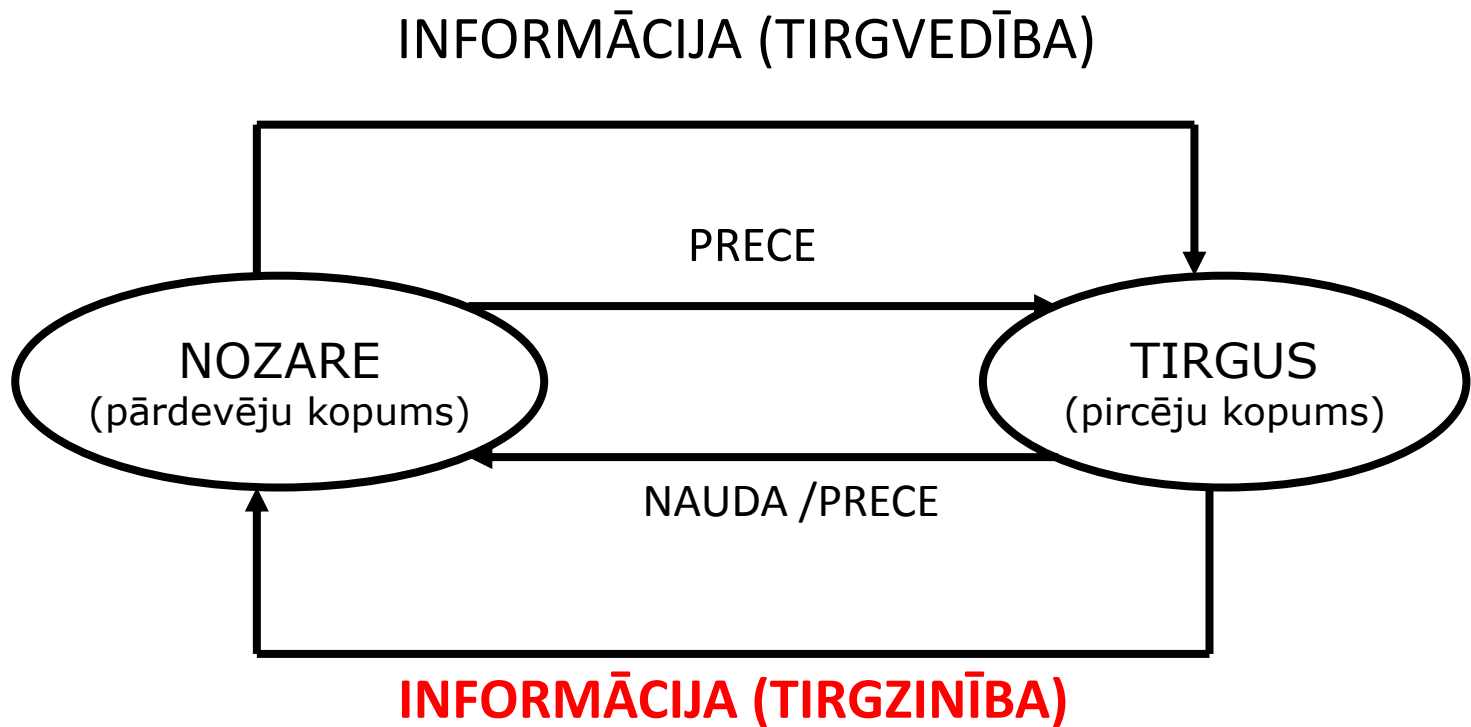 INFORMĀCIJA (TIRGVEDĪBA)
PRECE
NOZARE
(pārdevēju kopums)
TIRGUS
(pircēju kopums)
NAUDA /PRECE
INFORMĀCIJA (TIRGZINĪBA)